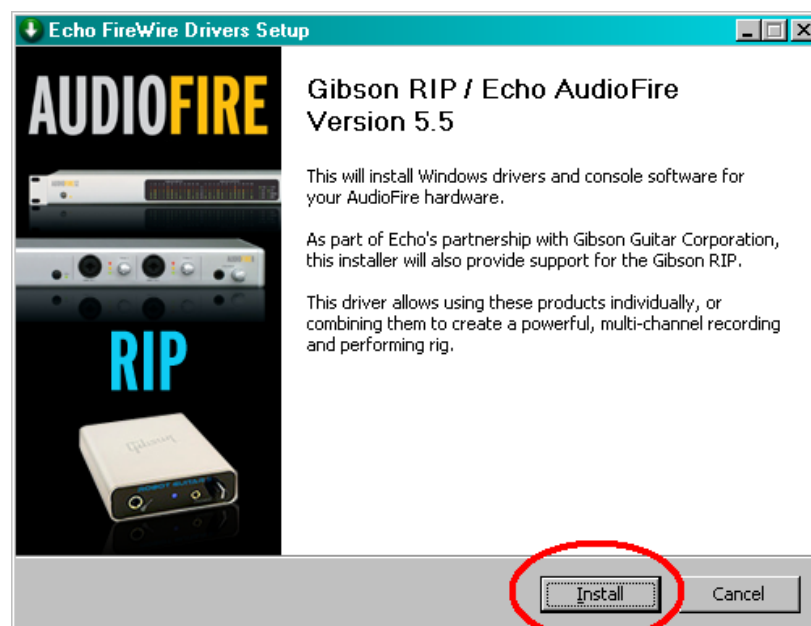 Echo FireWire Drivers Setup
AUDIOFIRE
Gibson RIP / Echo AudioFire
Version 5.5
This will install Windows drivers and console software for
your AudioFire hardware.
As part of Echo's partnership with Gibson Guitar Corporation,
this installer will also provide support for the Gibson RIP.
This driver allows using these products individually, or
combining them to create a powerful, multi-channel recording
and performing rig.
RIP
Gibson
ROBOT GUITAR
Install
Cancel